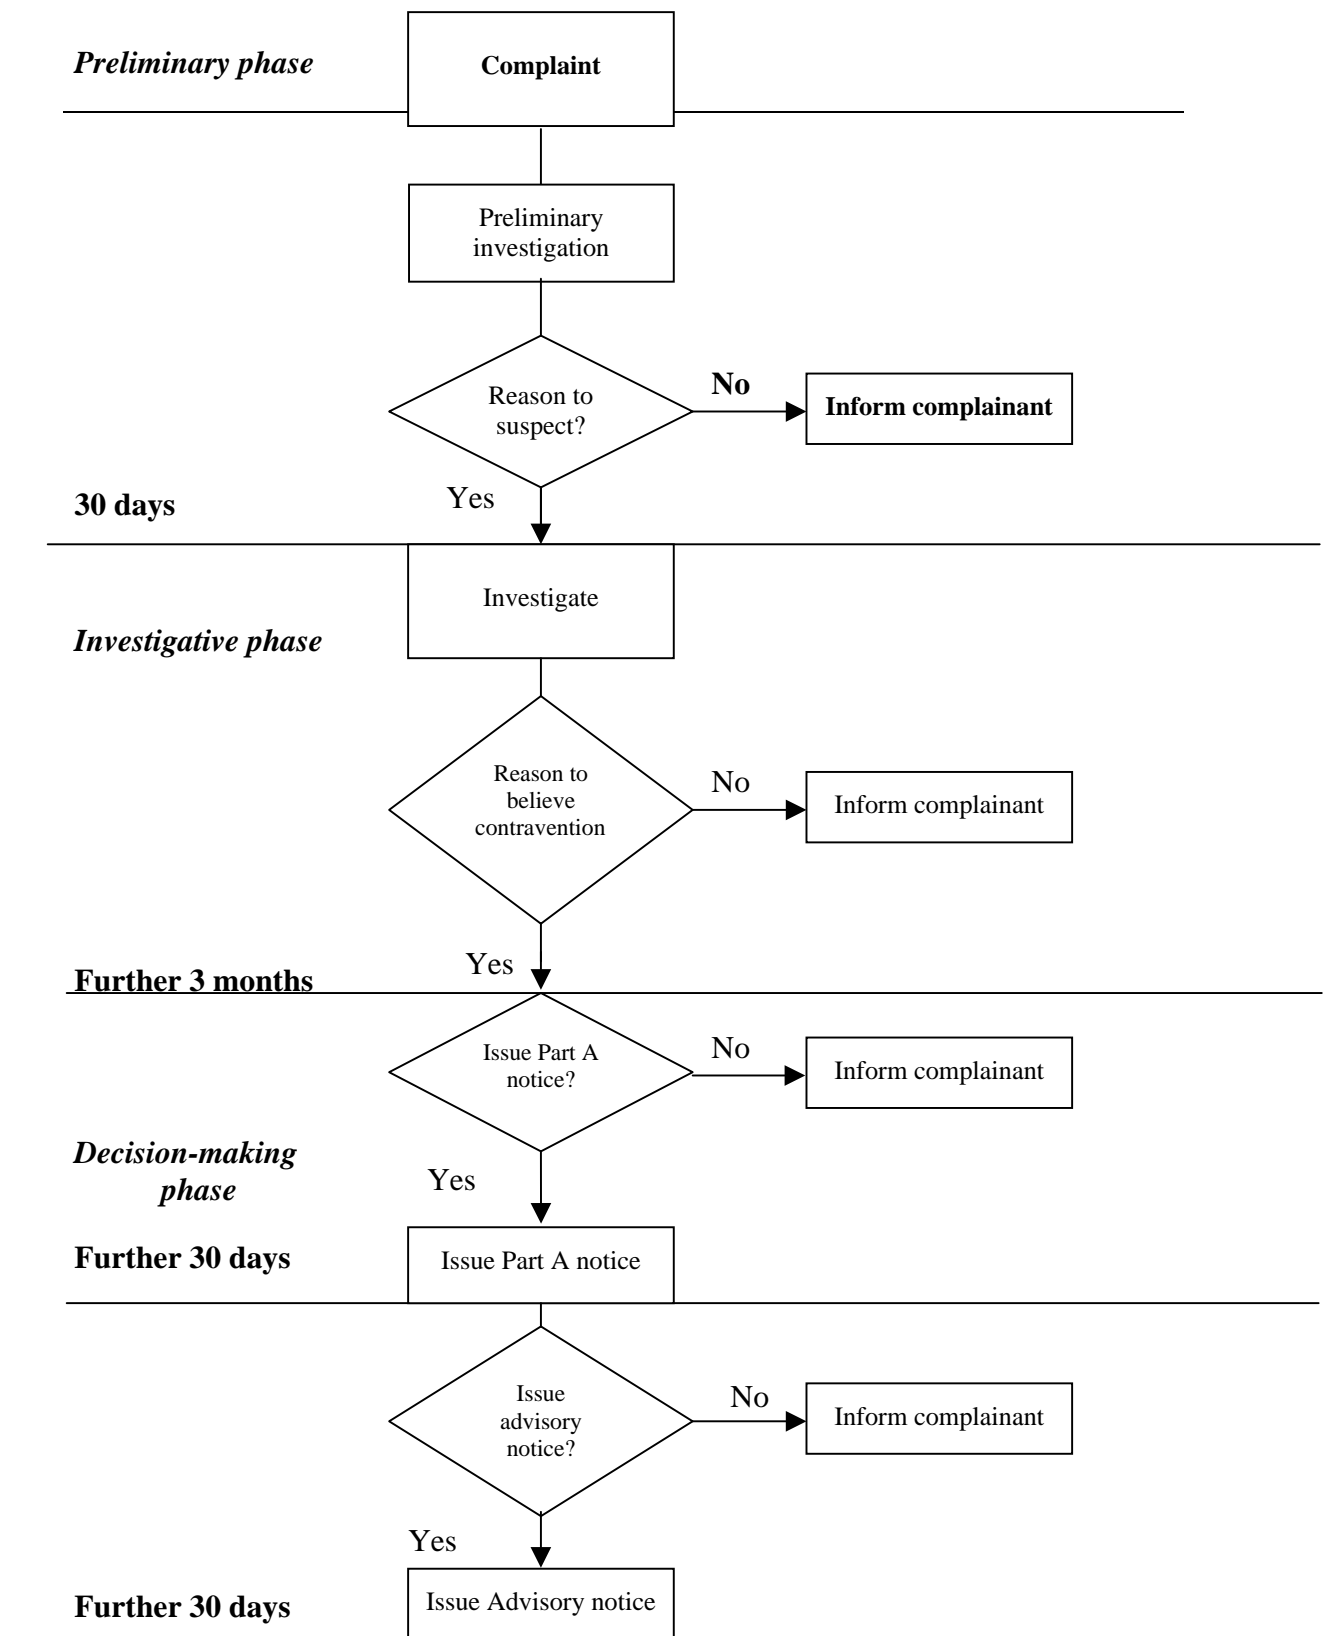 Preliminary phase
Complaint
Preliminary
investigation
Reason to
suspect?
No
Inform complainant
Yes
30 days
Investigate
Investigative phase
Reason to
believe
contravention
No
Inform complainant
Yes
Further 3 months
Issue Part A
notice?
No
Inform complainant
Decision-making
phase
Yes
Further 30 days
Issue Part A notice
Issue
advisory
notice?
No
Inform complainant
Yes
Issue Advisory notice
Further 30 days